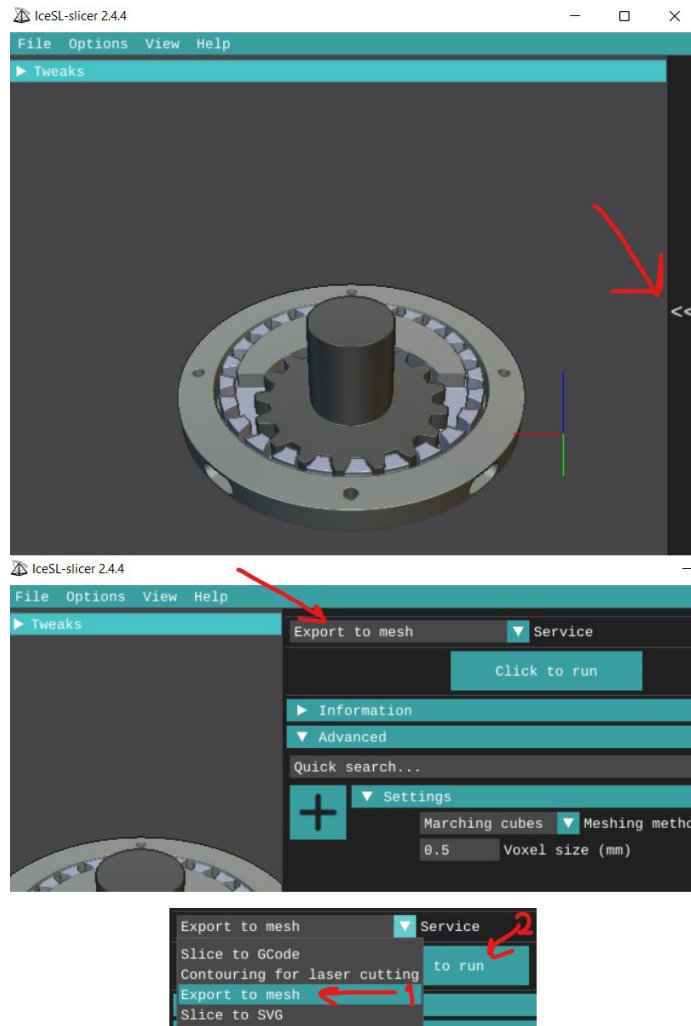 IceSL-slicer 2.4.4
File Options View Help
▶ Tweaks
<<
IceSL-slicer 2.4.4
File Options View Help
▶ Tweaks
Export to mesh ▼ Service
Click to run
▶ Information
▼ Advanced
Quick search...
+ ▼ Settings
Marching cubes ▼ Meshing metho
0.5 Voxel size (mm)
Export to mesh ▼ Service 2
Slice to GCode
to run
Contouring for laser cutting
Export to mesh 1
Slice to SVG